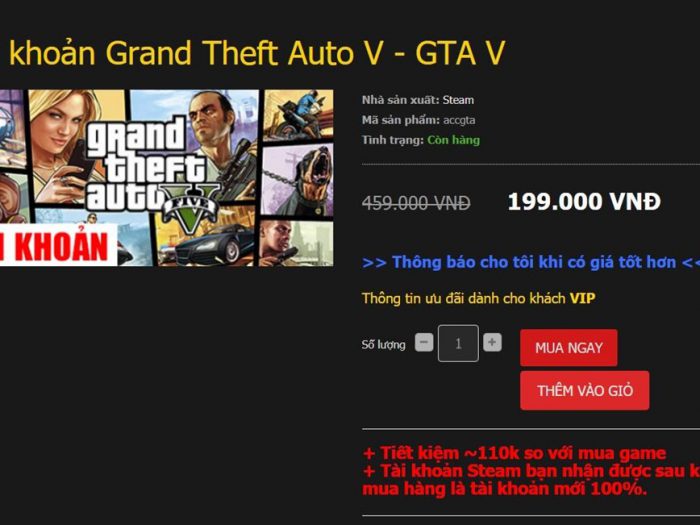 khoản Grand Theft Auto V - GTA V
Nhà sản xuất: Steam
Mã sản phẩm: accgta
Tình trạng: Còn hàng
grand
theft
auto
V
FIVE
KHOẢN
459.000 VNĐ 199.000 VNĐ
>> Thông báo cho tôi khi có giá tốt hơn <<
Thông tin ưu đãi dành cho khách VIP
Số lượng - 1 + MUA NGAY
THÊM VÀO GIỎ
+ Tiết kiệm ~110k so với mua game
+ Tài khoản Steam bạn nhận được sau k
mua hàng là tài khoản mới 100%.